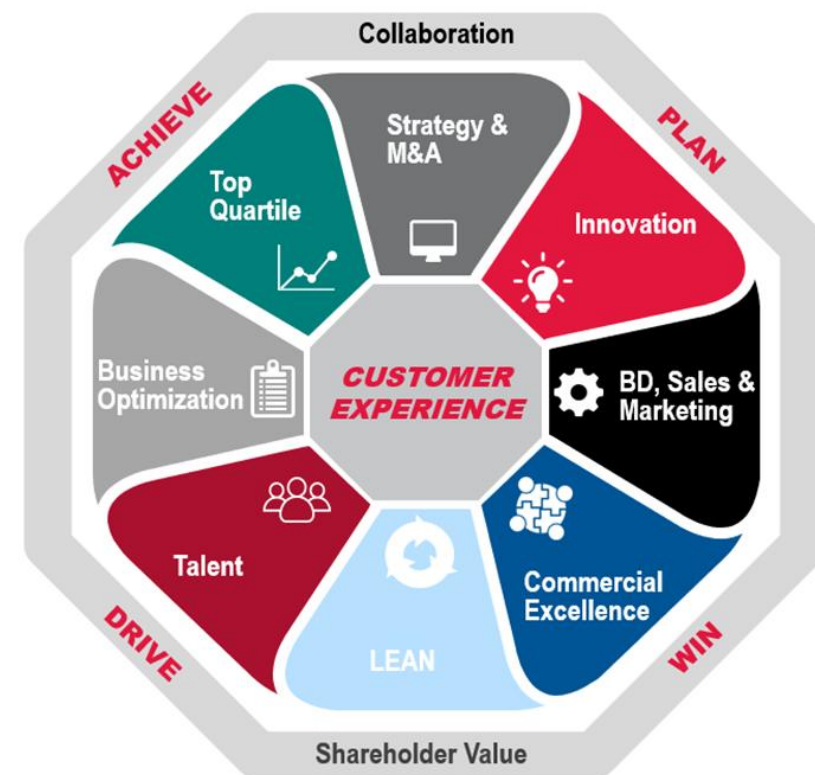 Collaboration
ACHIEVE
PLAN
Strategy &
M&A
Top
Quartile
Innovation
Business
Optimization
CUSTOMER
EXPERIENCE
BD, Sales &
Marketing
Talent
LEAN
Commercial
Excellence
DRIVE
WIN
Shareholder Value